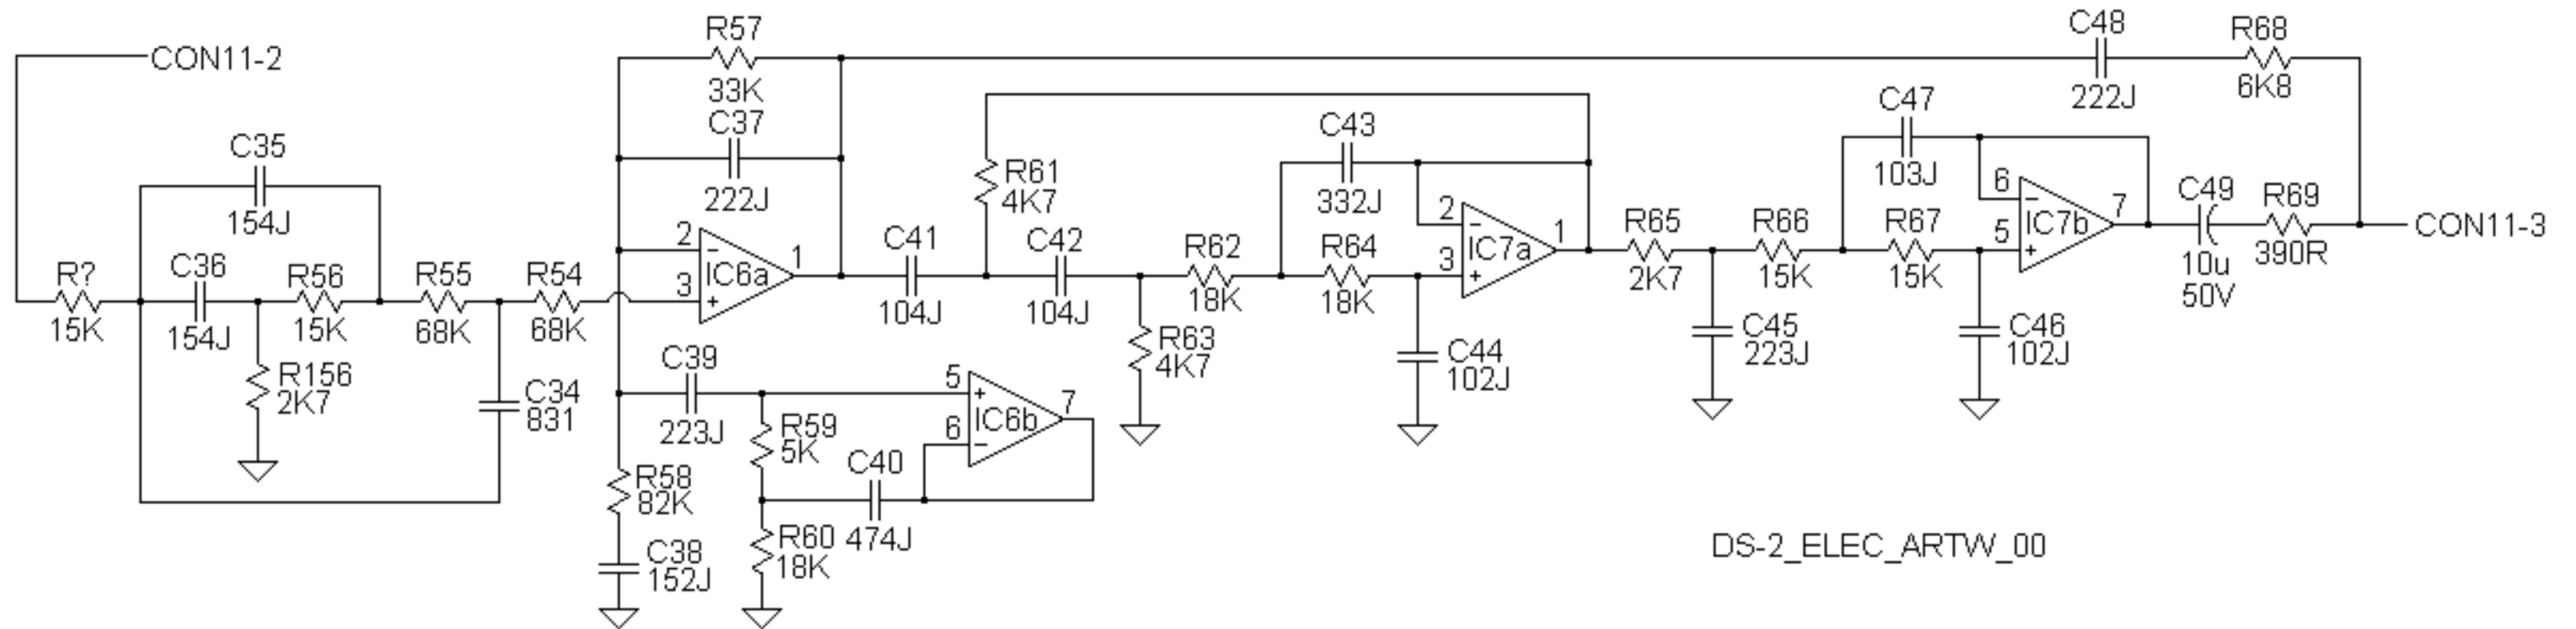 R57
33K
C48
222J
R68
6K8
CON11-2
C37
222J
C47
103J
C43
332J
C35
154J
R61
4K7
C36
154J
R?
15K
R56
15K
R55
68K
R54
68K
2
3
1
IC6a
C41
104J
C42
104J
R62
18K
R64
18K
2
3
1
IC7a
R65
2K7
R66
15K
R67
15K
6
5
7
IC7b
C49
10u
50V
R69
390R
CON11-3
R156
2K7
C34
831
C39
223J
R63
4K7
C44
102J
C45
223J
C46
102J
5
6
7
IC6b
R59
5K
C40
474J
R58
82K
R60
18K
C38
152J
DS-2_ELEC_ARTW_00